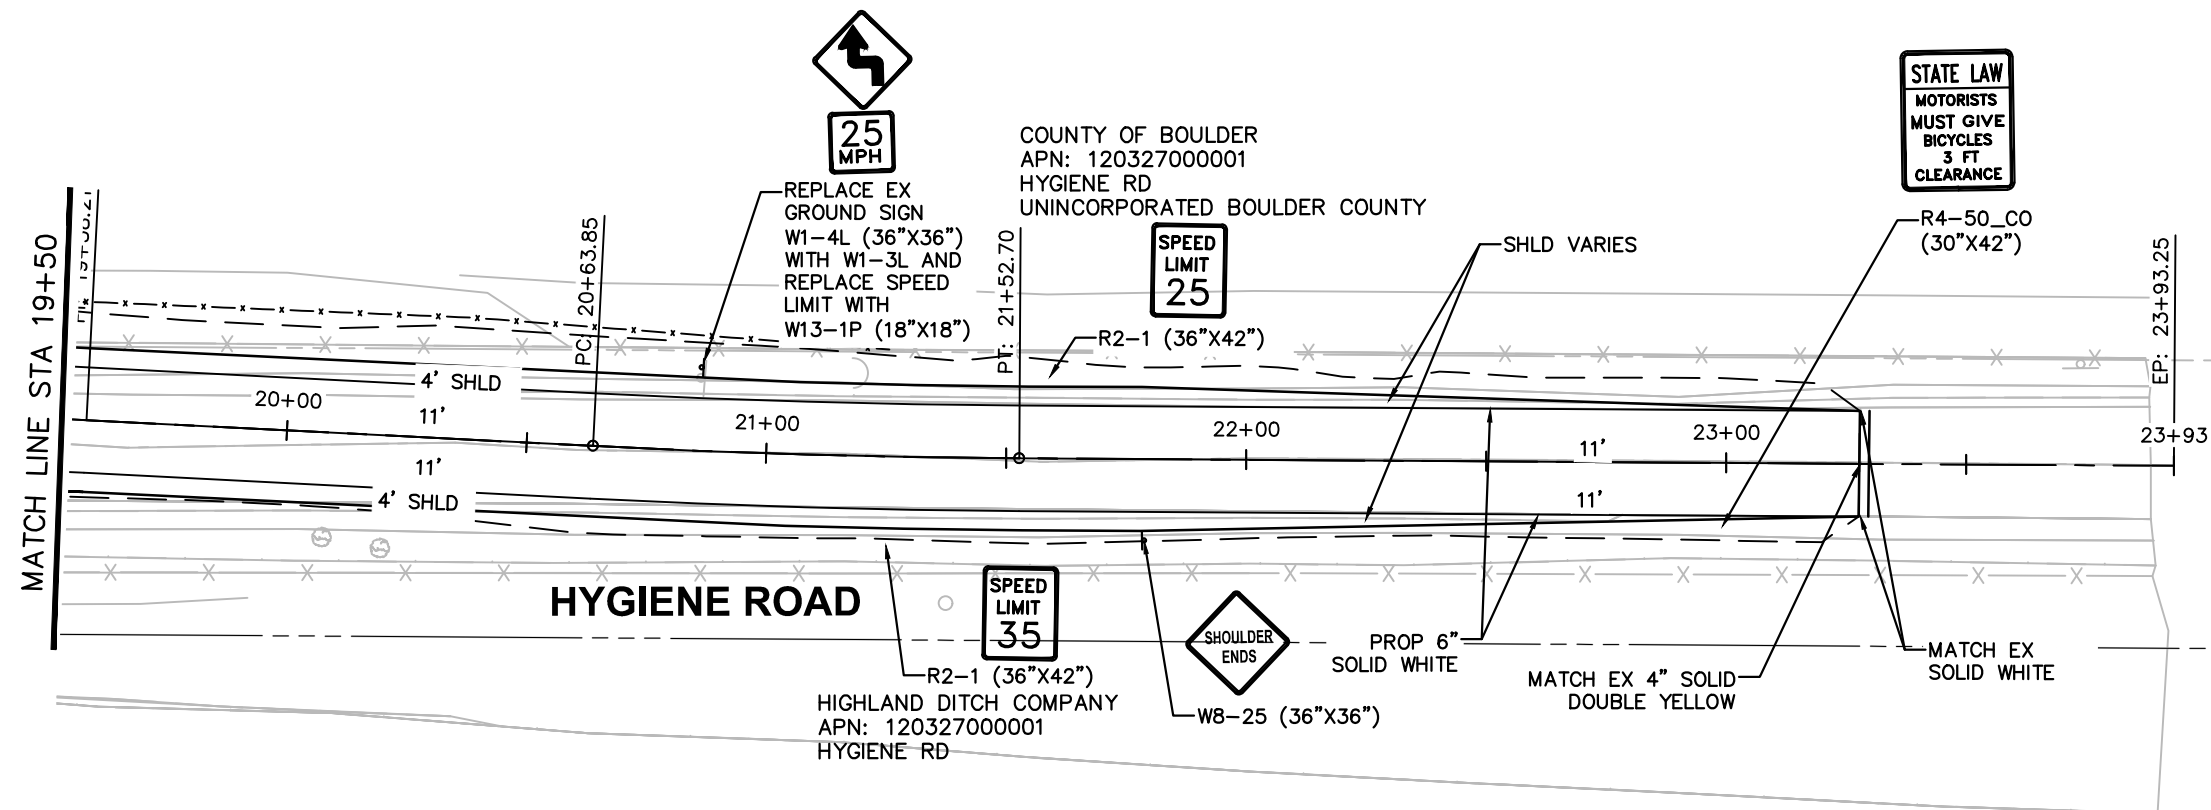 25
MPH
STATE LAW
MOTORISTS
MUST GIVE
BICYCLES
3 FT
CLEARANCE
COUNTY OF BOULDER
APN: 120327000001
HYGIENE RD
UNINCORPORATED BOULDER COUNTY
REPLACE EX
GROUND SIGN
W1-4L (36"X36")
WITH W1-3L AND
REPLACE SPEED
LIMIT WITH
W13-1P (18"X18")
SPEED
LIMIT
25
R2-1 (36"X42")
SHLD VARIES
R4-50_CO
(30"X42")
MATCH LINE STA 19+50
PC: 20+63.85
PT: 21+52.70
EP: 23+93.25
4' SHLD
20+00
11'
21+00
22+00
23+00
11'
23+93
11'
4' SHLD
11'
HYGIENE ROAD
SPEED
LIMIT
35
R2-1 (36"X42")
HIGHLAND DITCH COMPANY
APN: 120327000001
HYGIENE RD
SHOULDER
ENDS
W8-25 (36"X36")
PROP 6"
SOLID WHITE
MATCH EX 4" SOLID
DOUBLE YELLOW
MATCH EX
SOLID WHITE